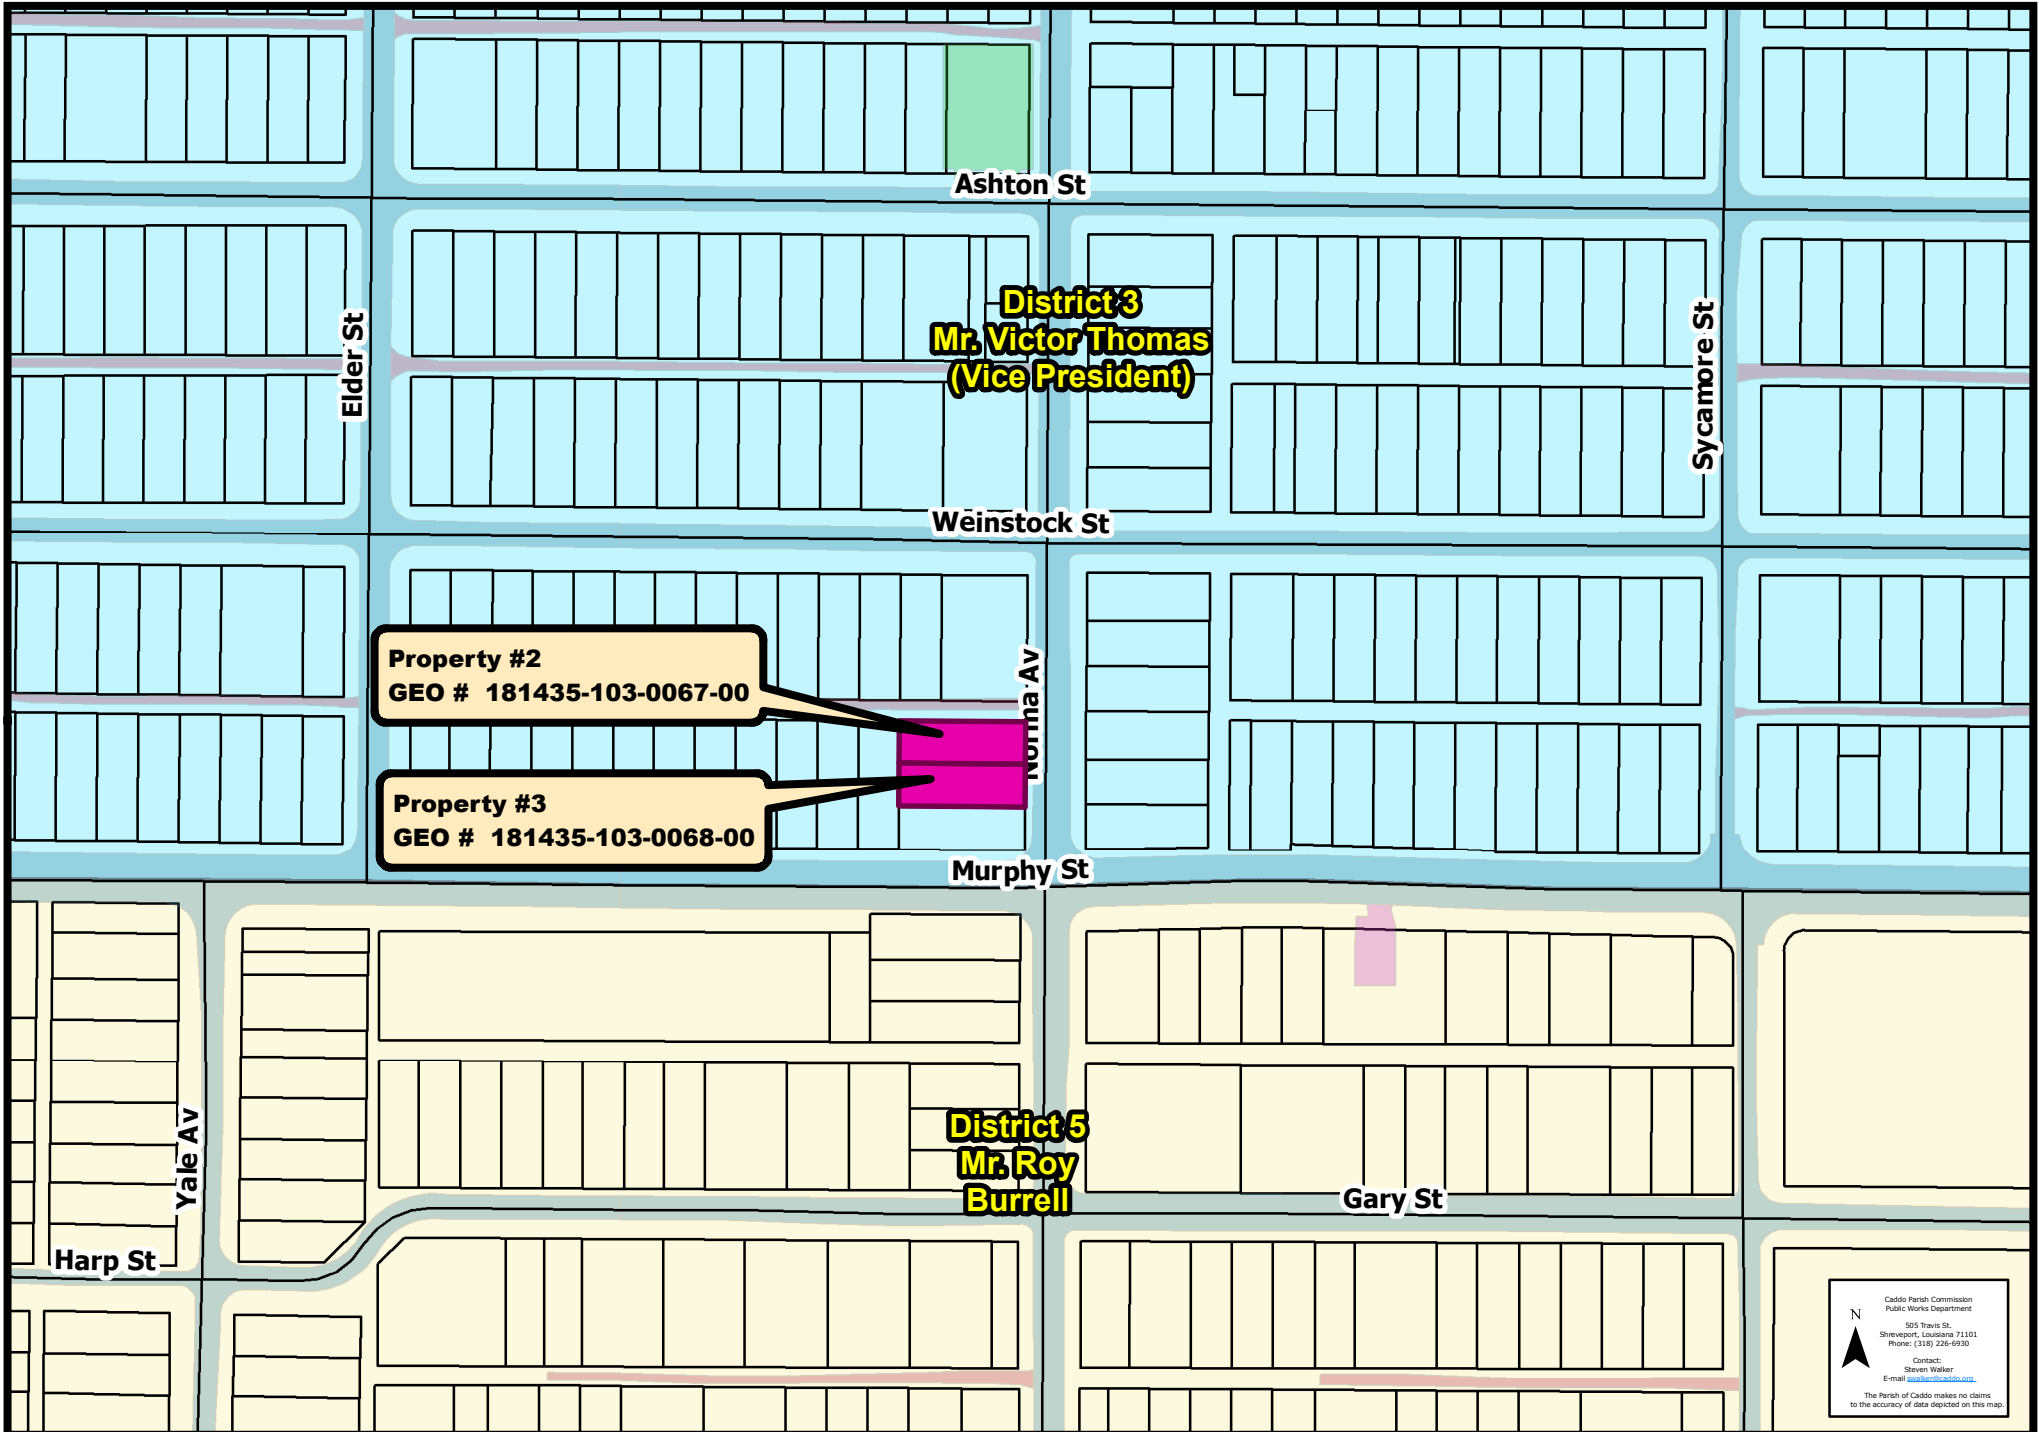 Ashton St
District 3
Mr. Victor Thomas
(Vice President)
Elder St
Sycamore St
Weinstock St
Property #2
GEO # 181435-103-0067-00
Norma Av
Property #3
GEO # 181435-103-0068-00
Murphy St
District 5
Mr. Roy
Burrell
Yale Av
Gary St
Harp St
N
Caddo Parish Commission
Public Works Department
505 Travis St.
Shreveport, Louisiana 71101
Phone: (318) 226-6930
Contact:
Steven Walker
E-mail swalker@caddo.org
The Parish of Caddo makes no claims
to the accuracy of data depicted on this map.